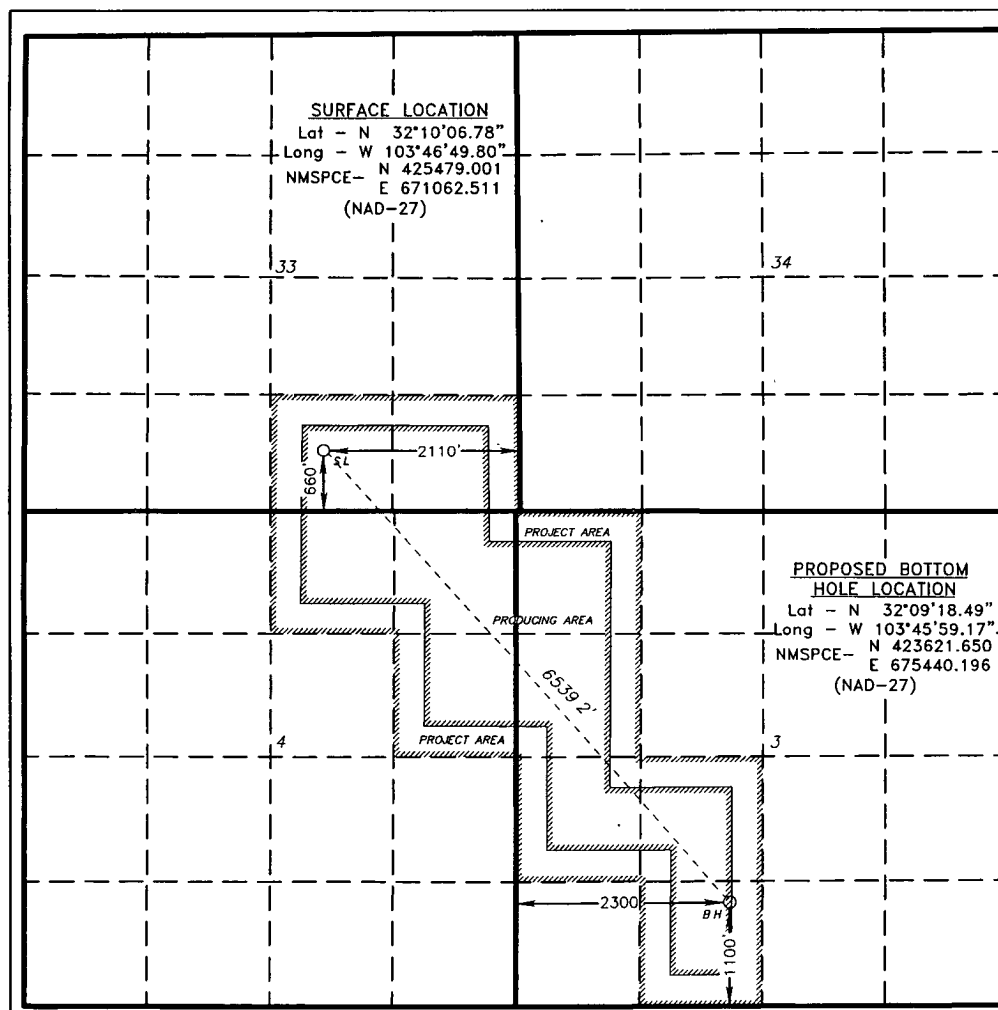 SURFACE LOCATION
Lat - N 32°10'06.78"
Long - W 103°46'49.80"
NMSPCE- N 425479.001
E 671062.511
(NAD-27)
33
34
2110'
SL
660'
PROJECT AREA
PROPOSED BOTTOM
HOLE LOCATION
Lat - N 32°09'18.49"
Long - W 103°45'59.17"
NMSPCE- N 423621.650
E 675440.196
(NAD-27)
PRODUCING AREA
6539 2'
PROJECT AREA
4
3
2300
BH
1100'